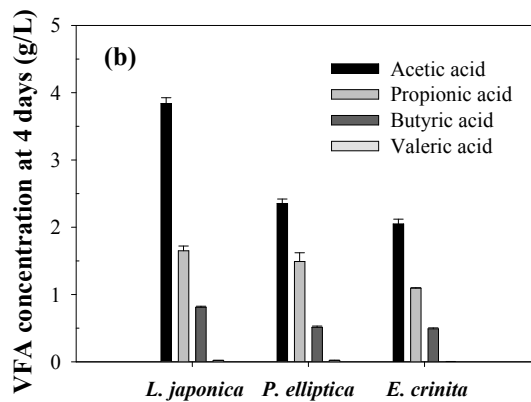 VFA concentration at 4 days (g/L)
5
4
3
2
1
0
(b)
Acetic acid
Propionic acid
Butyric acid
Valeric acid
L. japonica P. elliptica E. crinita